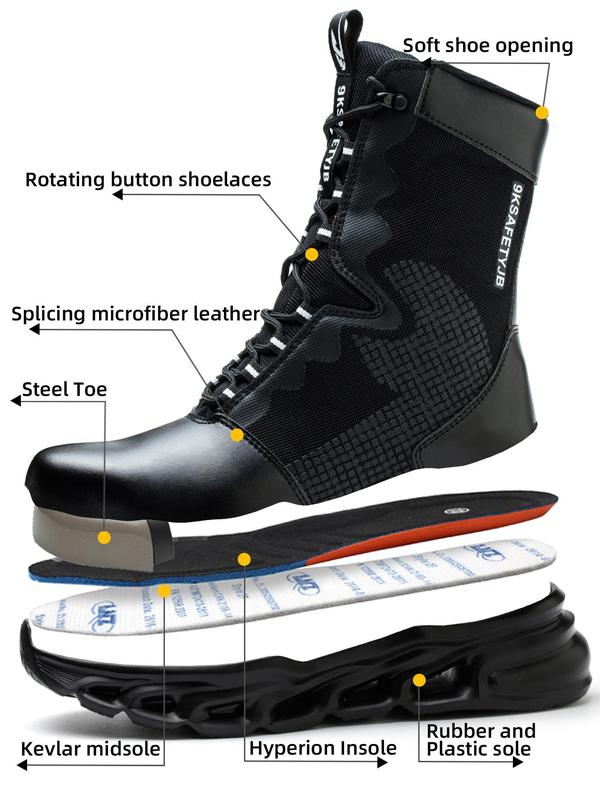 Soft shoe opening
9KSAFETYJB
Rotating button shoelaces
9KSAFETYJB
Splicing microfiber leather
Steel Toe
Kevlar midsole
Hyperion Insole
Rubber and
Plastic sole